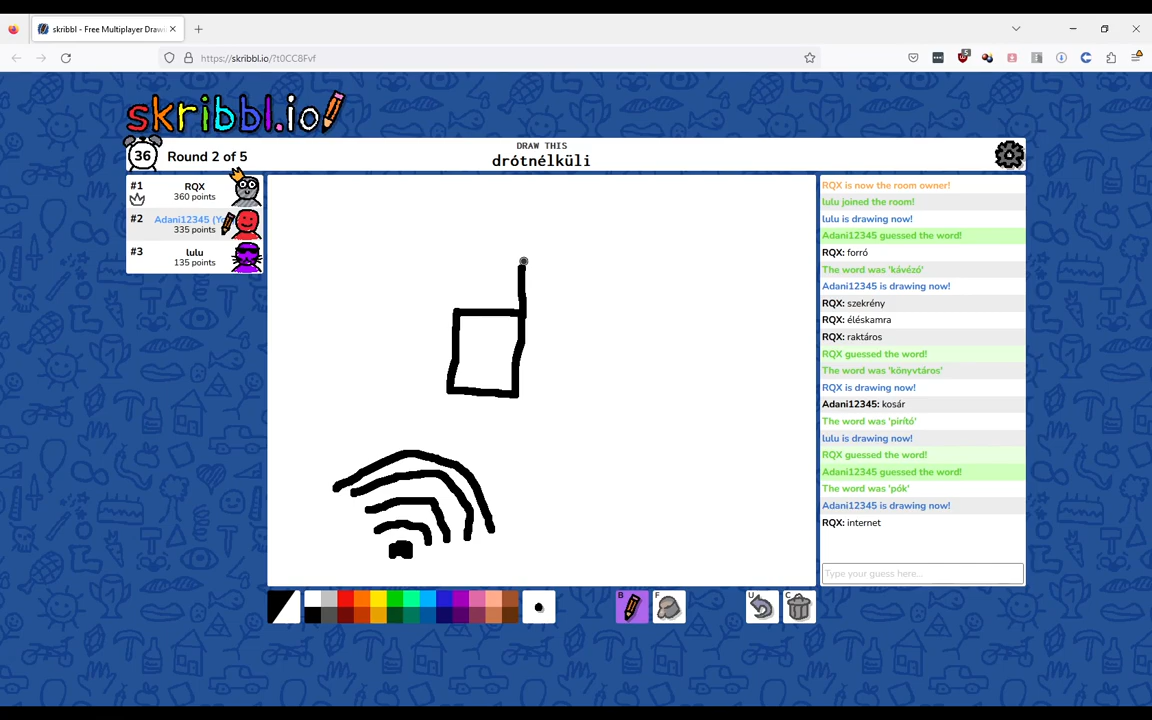 skribbl - Free Multiplayer Drawi
https://skribbl.io/?t0CC8Fvf
5
skribbl.io
36
Round 2 of 5
DRAW THIS
drótnélküli
#1
RQX
360 points
#2
Adani12345 (Yo
335 points
#3
lulu
135 points
RQX is now the room owner!
lulu joined the room!
lulu is drawing now!
Adani12345 guessed the word!
RQX: forró
The word was 'kávézó'
Adani12345 is drawing now!
RQX: szekrény
RQX: éléskamra
RQX: raktáros
RQX guessed the word!
The word was 'könyvtáros'
RQX is drawing now!
Adani12345: kosár
The word was 'pirító'
lulu is drawing now!
RQX guessed the word!
Adani12345 guessed the word!
The word was 'pók'
Adani12345 is drawing now!
RQX: internet
Type your guess here...
B
F
U
C